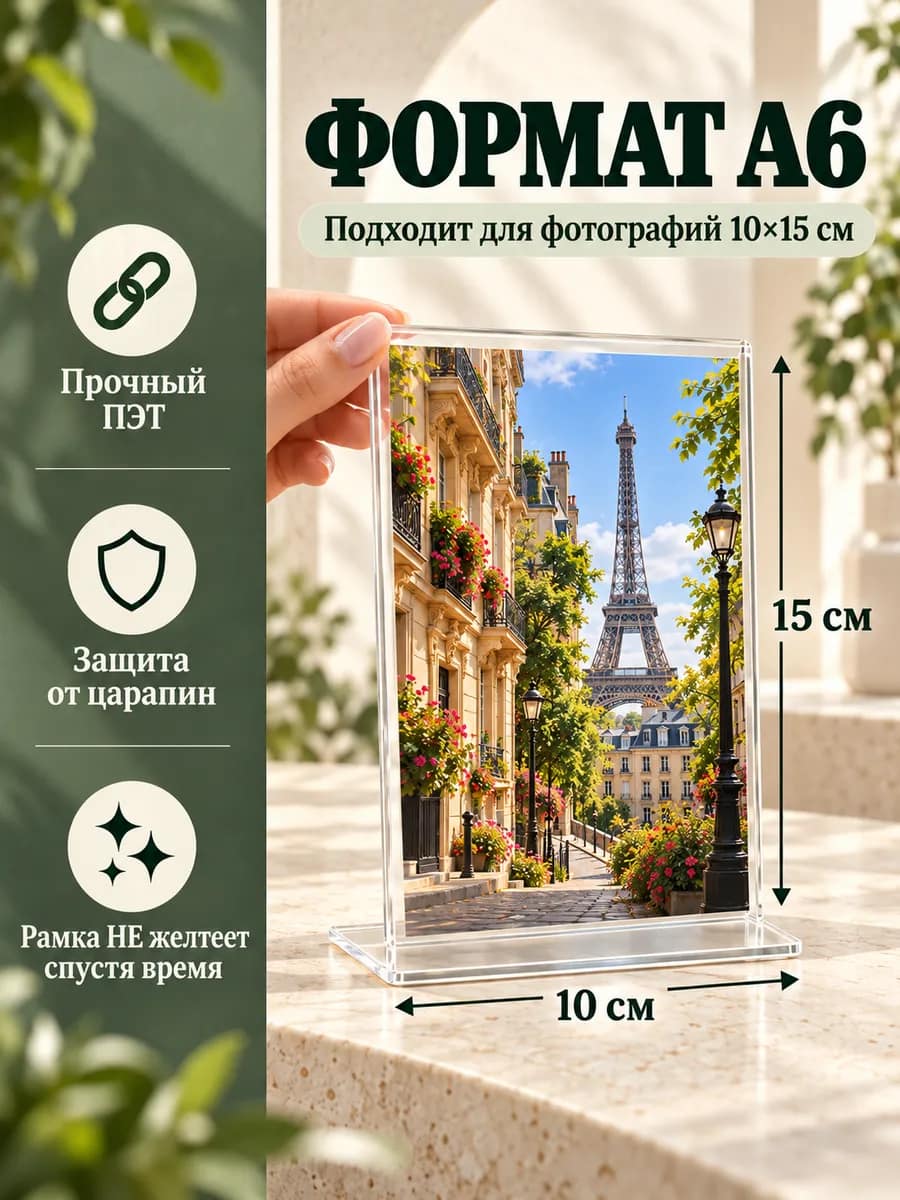 ФОРМАТ А6
Подходит для фотографий 10×15 см
Прочный
ПЭТ
Защита
от царапин
Рамка НЕ желтеет
спустя время
15 см
10 см